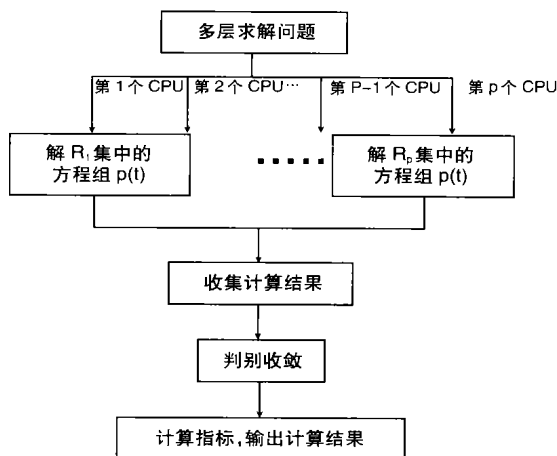 多层求解问题
第 1 个 CPU 第 2 个 CPU… 第 P-1 个 CPU 第 p 个 CPU
解 R₁ 集中的
方程组 p(t)
解 Rₚ 集中的
方程组 p(t)
收集计算结果
判别收敛
计算指标,输出计算结果